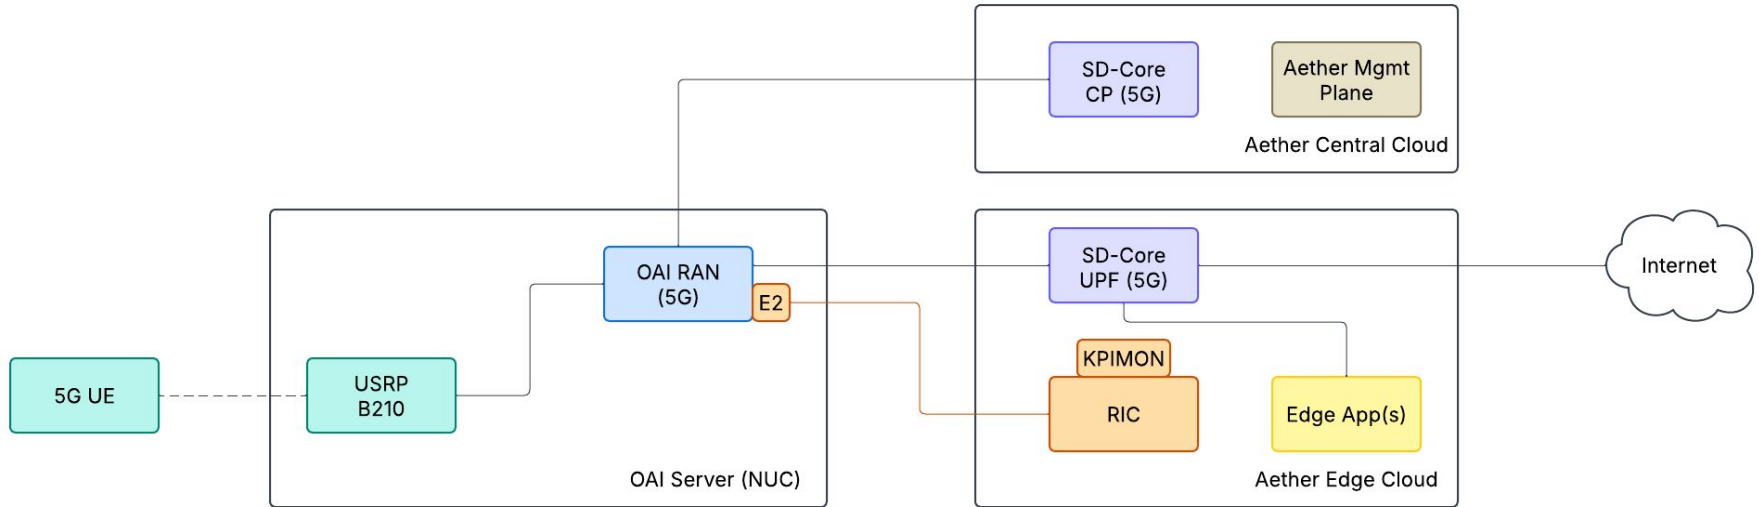 SD-Core
CP (5G)
Aether Mgmt
Plane
Aether Central Cloud
OAI RAN
(5G)
E2
SD-Core
UPF (5G)
Internet
5G UE
USRP
B210
KPIMON
RIC
Edge App(s)
OAI Server (NUC)
Aether Edge Cloud